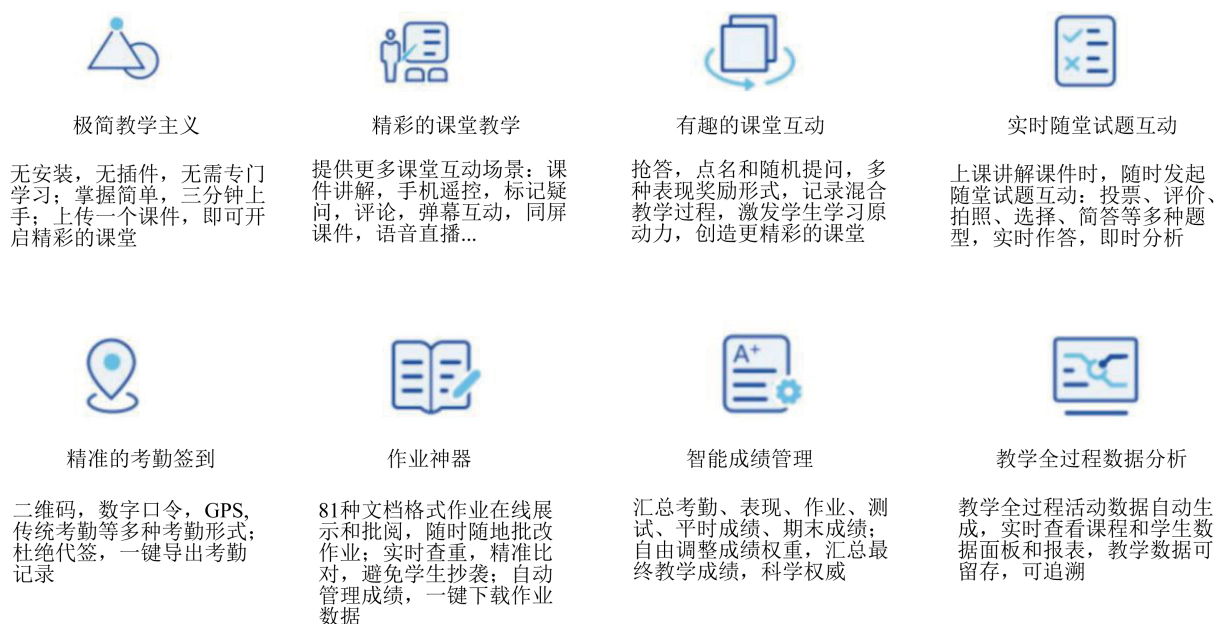 极简教学主义
无安装，无插件，无需专门
学习；掌握简单，三分钟上
手；上传一个课件，即可开
启精彩的课堂
精彩的课堂教学
提供更多课堂互动场景：课
件讲解，手机遥控，标记疑
问，评论，弹幕互动，同屏
课件，语音直播...
有趣的课堂互动
抢答，点名和随机提问，多
种表现奖励形式，记录混合
教学过程，激发学生学习原
动力，创造更精彩的课堂
实时随堂试题互动
上课讲解课件时，随时发起
随堂试题互动：投票、评价、
拍照、选择、简答等多种题
型，实时作答，即时分析
精准的考勤签到
二维码，数字口令，GPS,
传统考勤等多种考勤形式；
杜绝代签，一键导出考勤
记录
作业神器
81种文档格式作业在线展
示和批阅，随时随地批改
作业；实时查重，精准比
对，避免学生抄袭；自动
管理成绩，一键下载作业
数据
A+
智能成绩管理
汇总考勤、表现、作业、测
试、平时成绩、期末成绩；
自由调整成绩权重，汇总最
终教学成绩，科学权威
教学全过程数据分析
教学全过程活动数据自动生
成，实时查看课程和学生数
据面板和报表，教学数据可
留存，可追溯